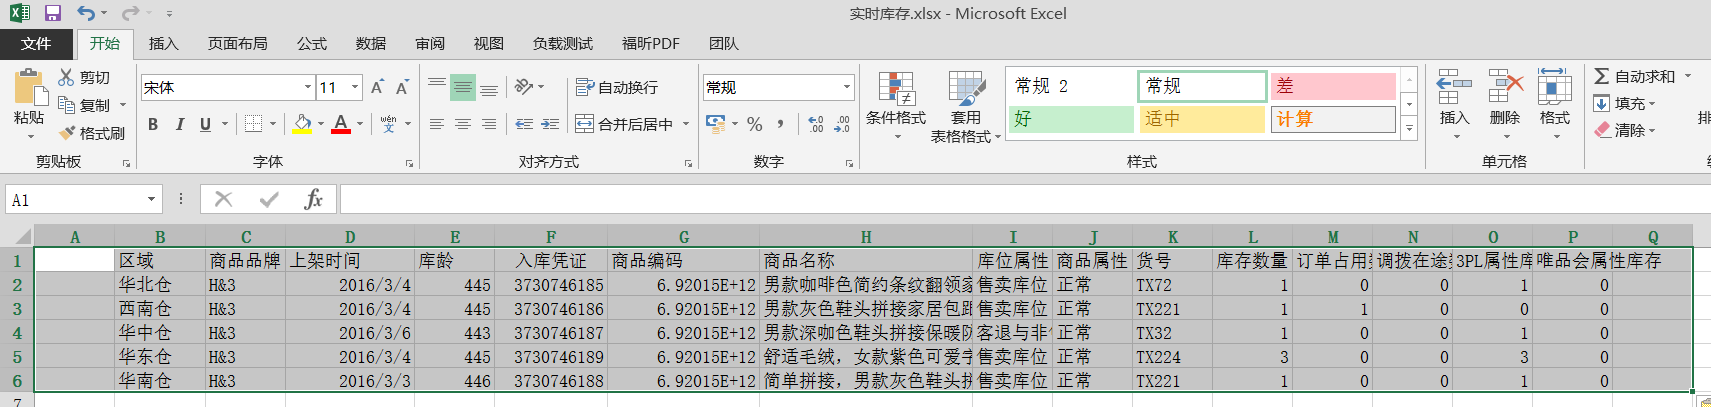 实时库存.xlsx - Microsoft Excel
文件 开始 插入 页面布局 公式 数据 审阅 视图 负载测试 福昕PDF 团队
剪切 宋体 11 A A 自动换行 常规 常规 2 常规 差 自动求和
复制 填充
粘贴 格式刷 B I U A wén 文 合并后居中 % , .00 .0 条件格式 套用 表格格式 好 适中 计算 插入 删除 格式 清除
剪贴板 字体 对齐方式 数字 样式 单元格
A1 fx
A B C D E F G H I J K L M N O P Q
1 区域 商品品牌 上架时间 库龄 入库凭证 商品编码 商品名称 库位属性 商品属性 货号 库存数量 订单占用 调拨在途 3PL属性库 唯品会属性库存
2 华北仓 H&3 2016/3/4 445 3730746185 6.92015E+12 男款咖啡色简约条纹翻领 售卖库位 正常 TX72 1 0 0 1 0
3 西南仓 H&3 2016/3/4 445 3730746186 6.92015E+12 男款灰色鞋头拼接家居包 售卖库位 正常 TX221 1 1 0 0 0
4 华中仓 H&3 2016/3/6 443 3730746187 6.92015E+12 男款深咖色鞋头拼接保暖防 客退与非 正常 TX32 1 0 0 1 0
5 华东仓 H&3 2016/3/4 445 3730746189 6.92015E+12 舒适毛绒，女款紫色可爱 售卖库位 正常 TX224 3 0 0 3 0
6 华南仓 H&3 2016/3/3 446 3730746188 6.92015E+12 简单拼接，男款灰色鞋头 售卖库位 正常 TX221 1 0 0 1 0
7